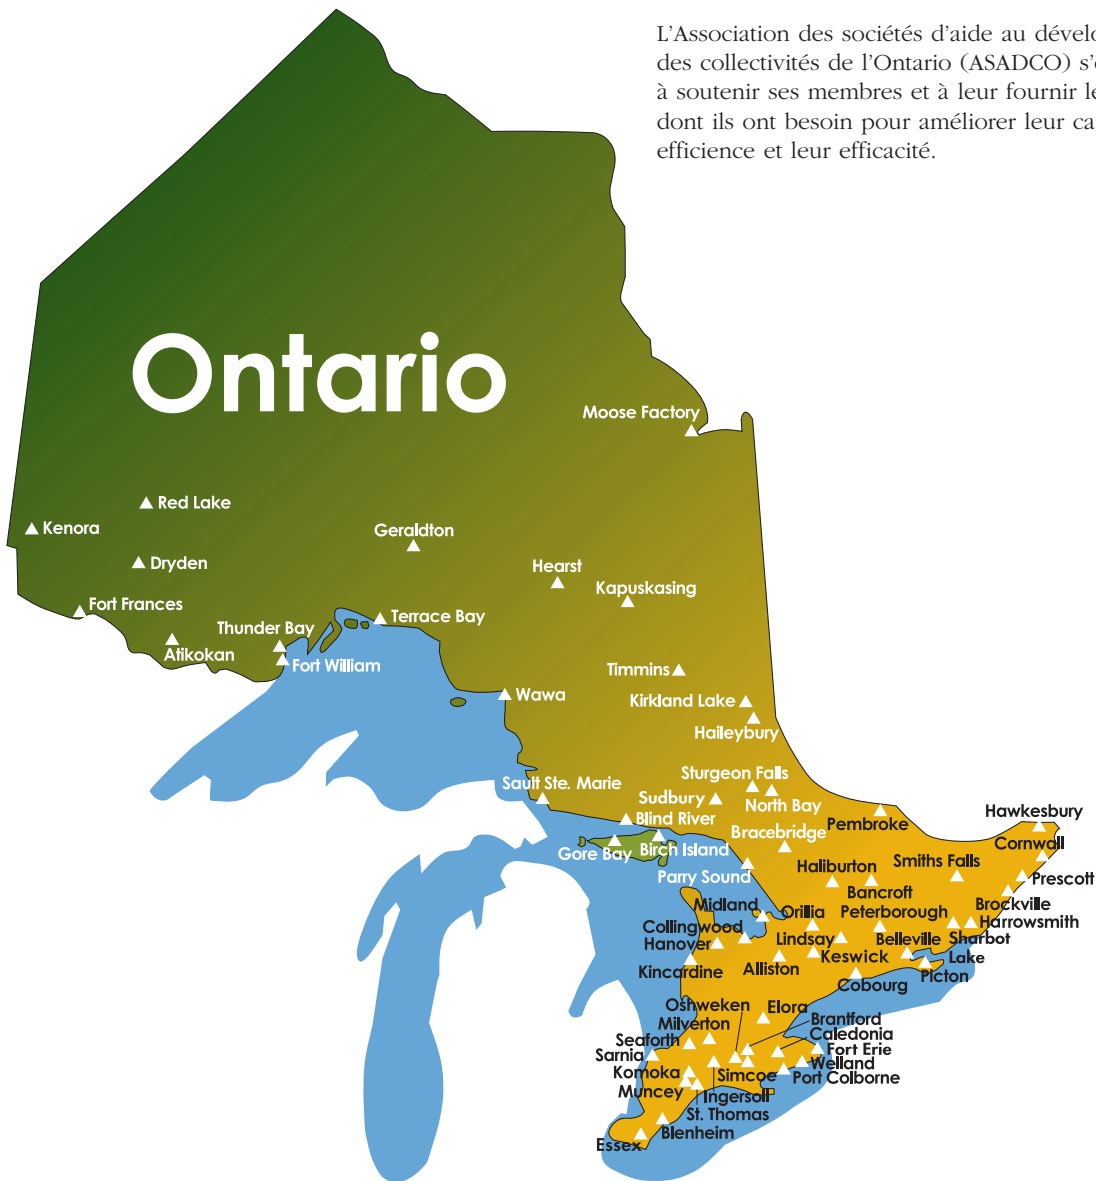 L'Association des sociétés d'aide au
des collectivités de l'Ontario (ASADCO)
à soutenir ses membres et à leur fournir
dont ils ont besoin pour améliorer leur
efficience et leur efficacité.
Ontario
Moose Factory
Red Lake
Kenora
Geraldton
Dryden
Hearst
Kapuskasing
Fort Frances
Terrace Bay
Thunder Bay
Atikokan
Fort William
Timmins
Wawa
Kirkland Lake
Haileybury
Sturgeon Falls
Sault Ste. Marie
Sudbury
North Bay
Hawkesbury
Blind River
Pembroke
Bracebridge
Cornwall
Gore Bay
Birch Island
Smiths Falls
Parry Sound
Haliburton
Prescott
Bancroft
Brockville
Midland
Orillia
Peterborough
Harrowsmith
Collingwood
Hanover
Lindsay
Belleville
Sharbot
Lake
Keswick
Kincardine
Alliston
Picton
Cobourg
Oshweken
Elora
Brantford
Milverton
Caledonia
Seaforth
Fort Erie
Sarnia
Welland
Komoka
Simcoe
Port Colborne
Muncey
Ingersoll
St. Thomas
Blenheim
Essex